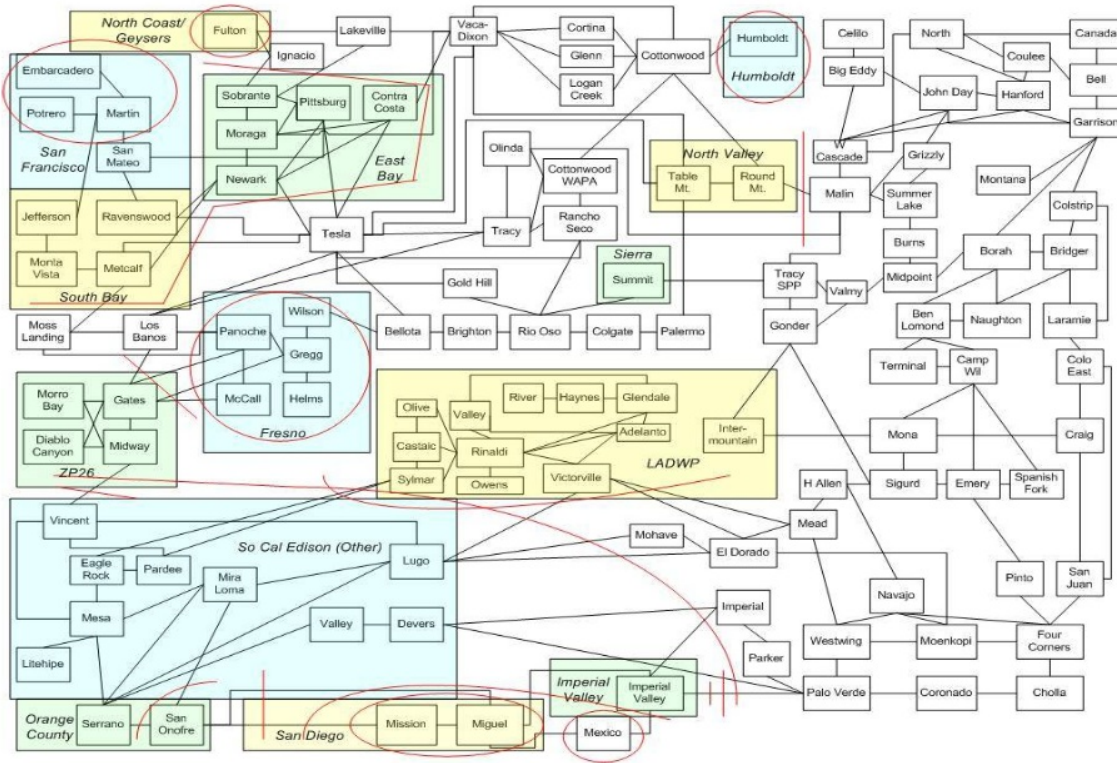 North Coast/
Geysers
Fulton
Lakeville
Ignacio
Vaca-
Dixon
Cortina
Glenn
Logan
Creek
Cottonwood
Humboldt
Humboldt
Celilo
Big Eddy
North
Coulee
Canada
Bell
John Day
Hanford
Garrison
Embarcadero
Potrero
Martin
San
Francisco
San
Mateo
Sobrante
Pittsburg
Contra
Costa
Moraga
Newark
East
Bay
Olinda
Cottonwood
WAPA
North Valley
Table
Mt.
Round
Mt.
W
Cascade
Grizzly
Malin
Summer
Lake
Montana
Colstrip
Jefferson
Ravenswood
Monta
Vista
Metcalf
South Bay
Tesla
Tracy
Rancho
Seco
Sierra
Summit
Gold Hill
Burns
Midpoint
Borah
Bridger
Tracy
SPP
Valmy
Moss
Landing
Los
Banos
Panoche
Wilson
Gregg
McCall
Helms
Fresno
Bellota
Brighton
Rio Oso
Colgate
Palermo
Gonder
Ben
Lomond
Naughton
Laramie
Terminal
Camp
Wil
Colo
East
Morro
Bay
Gates
Diablo
Canyon
Midway
ZP26
Olive
Valley
River
Haynes
Glendale
Castaic
Rinaldi
Adelanto
Sylmar
Owens
Victorville
LADWP
Inter-
mountain
Mona
Craig
H Allen
Sigurd
Emery
Spanish
Fork
Vincent
So Cal Edison (Other)
Eagle
Rock
Pardee
Mira
Loma
Lugo
Mesa
Litehipe
Valley
Devers
Mohave
El Dorado
Mead
Pinto
San
Juan
Navajo
Imperial
Parker
Westwing
Moenkopi
Four
Corners
Palo Verde
Coronado
Cholla
Imperial
Valley
Imperial
Valley
Orange
County
Serrano
San
Onofre
San Diego
Mission
Miguel
Mexico